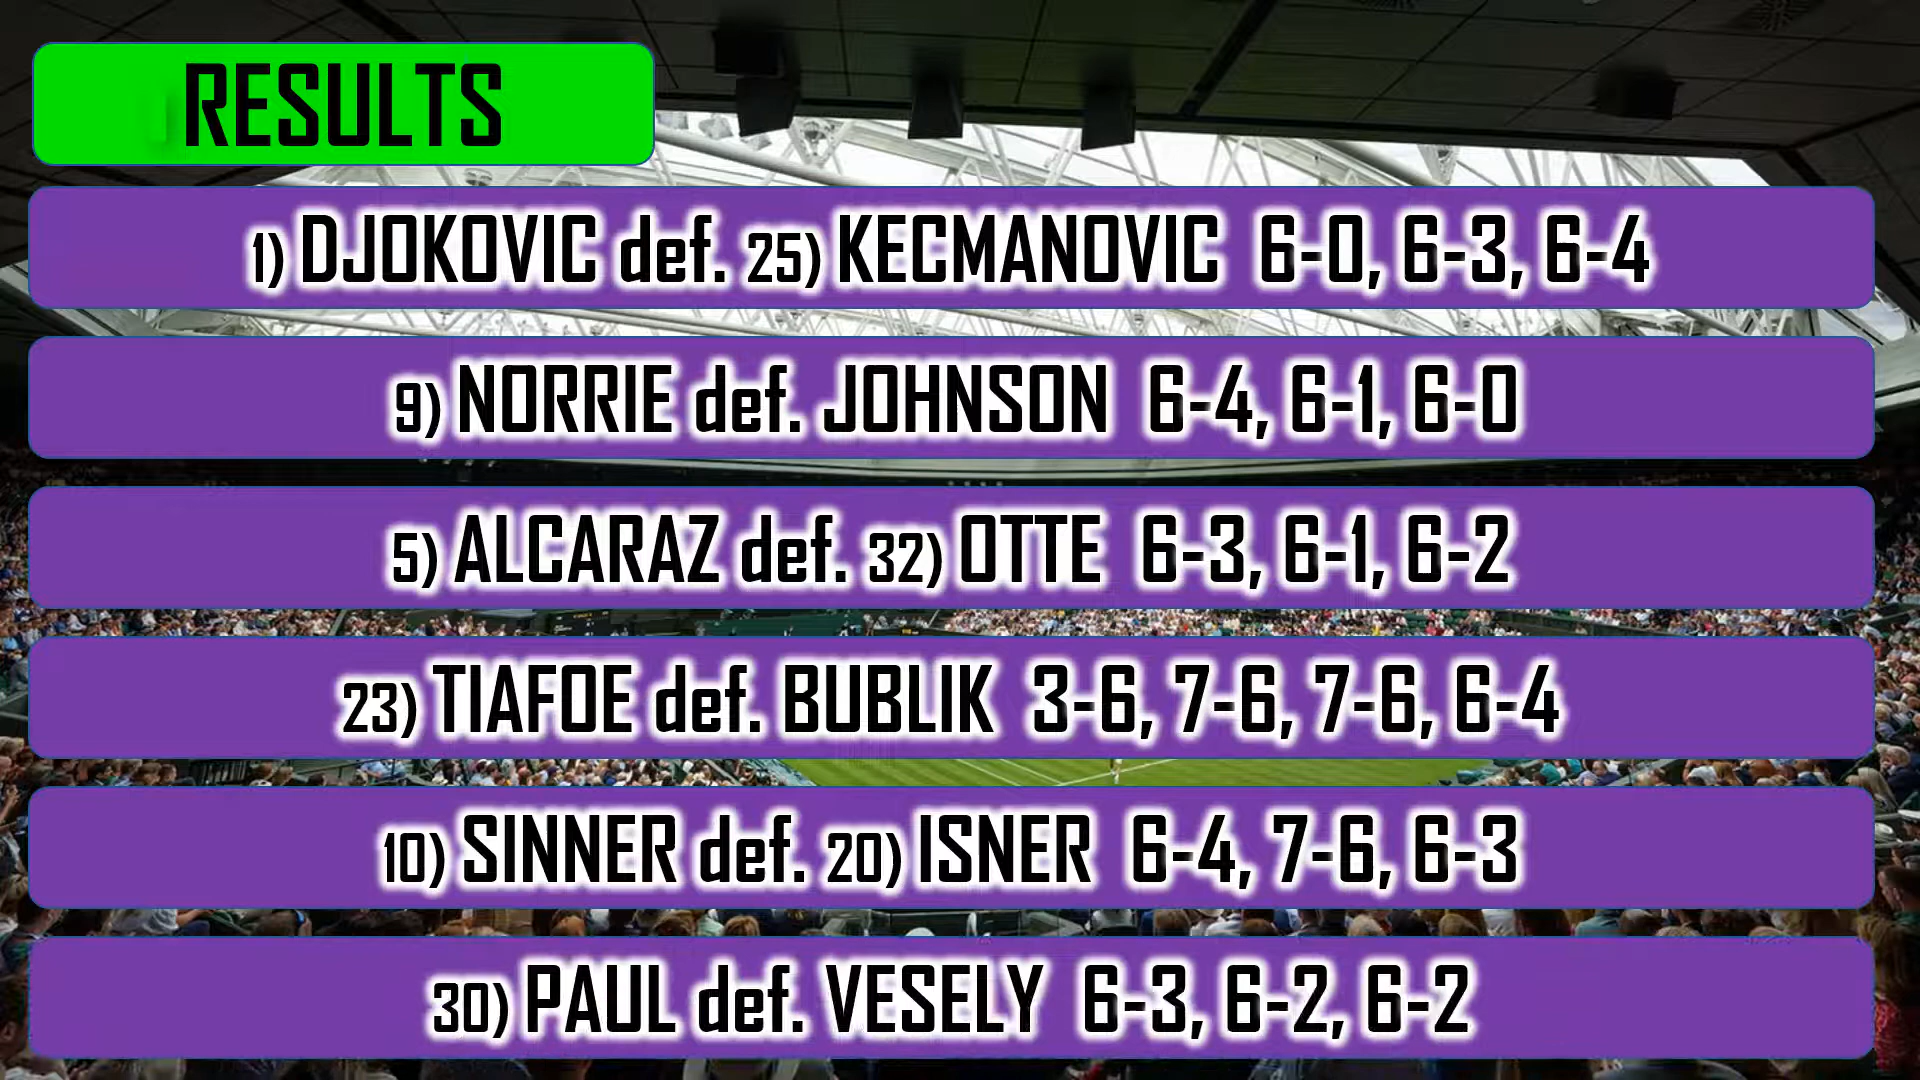 RESULTS
1) DJOKOVIC def. 25) KECMANOVIC 6-0, 6-3, 6-4
9) NORRIE def. JOHNSON 6-4, 6-1, 6-0
5) ALCARAZ def. 32) OTTE 6-3, 6-1, 6-2
23) TIAFOE def. BUBLIK 3-6, 7-6, 7-6, 6-4
10) SINNER def. 20) ISNER 6-4, 7-6, 6-3
30) PAUL def. VESELY 6-3, 6-2, 6-2